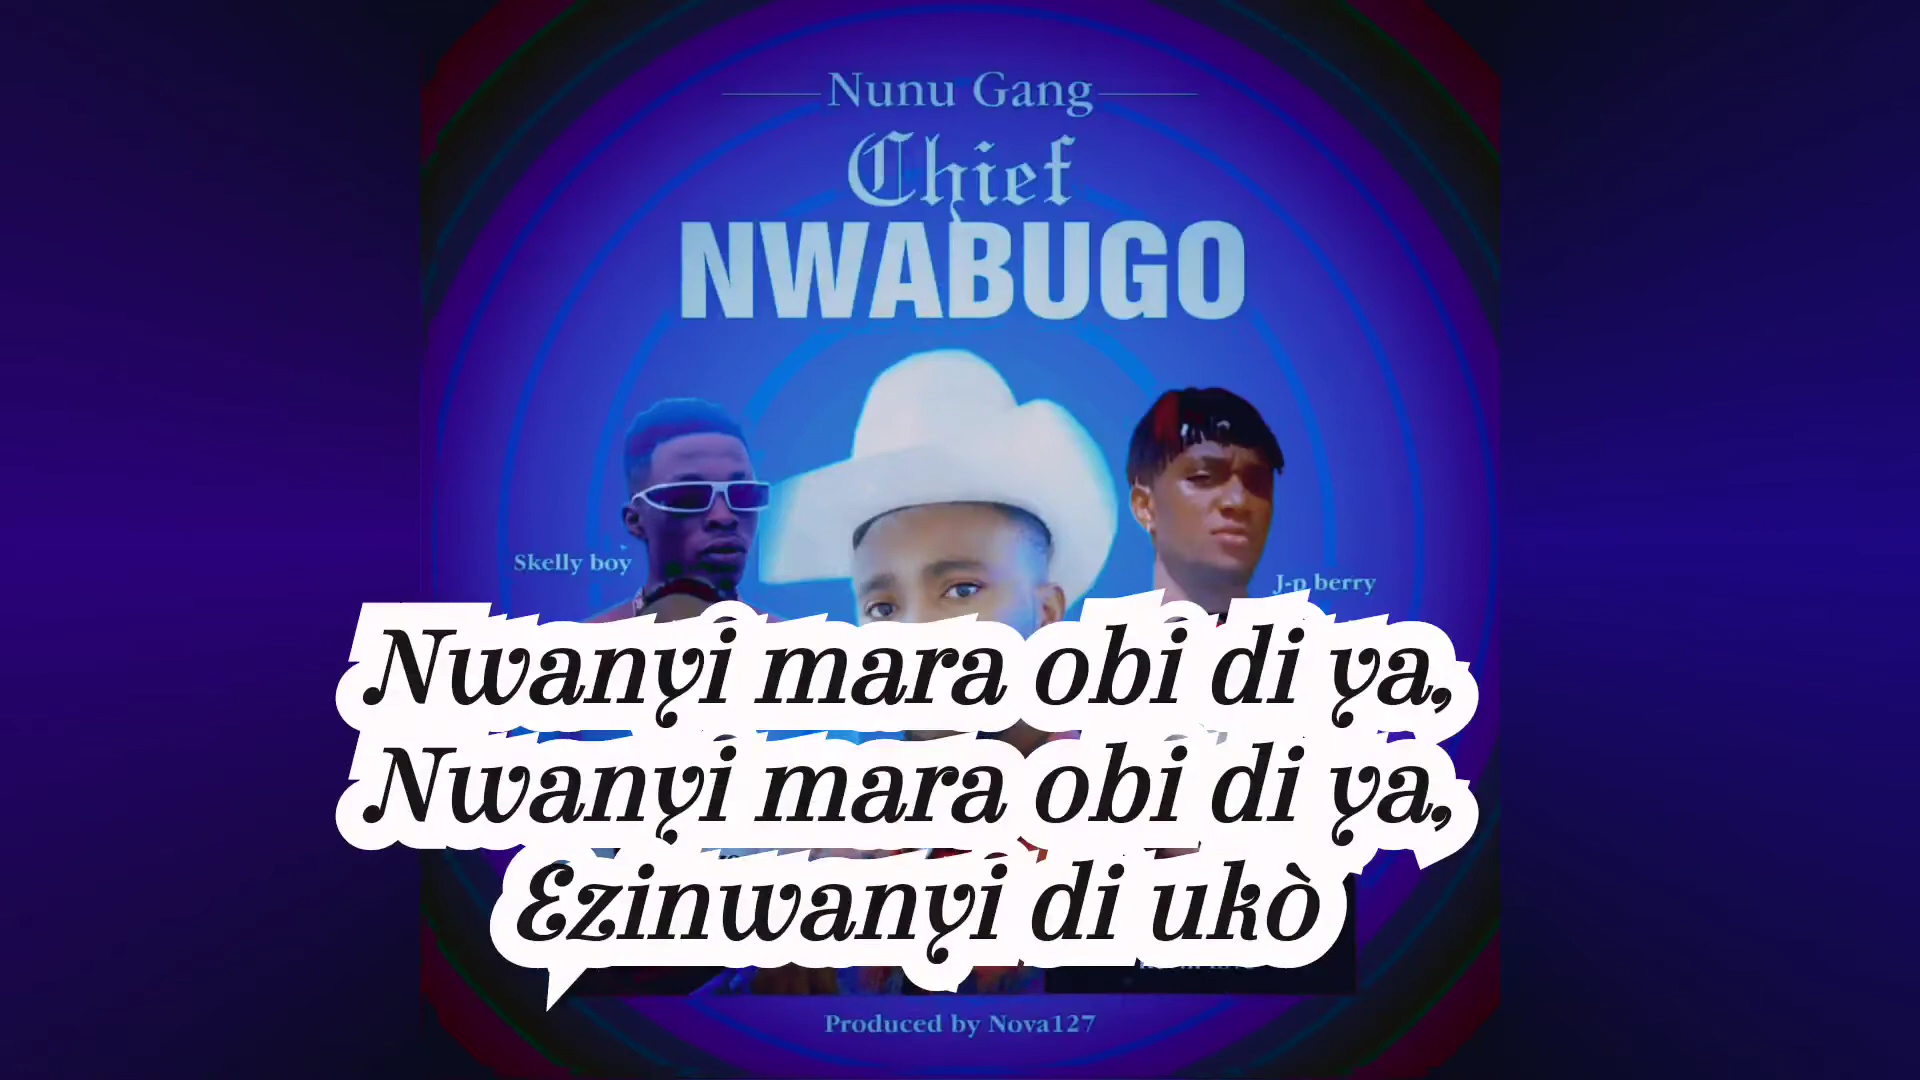 Nunu Gang
Chief
NWABUGO
Skelly boy
J-p berry
Nwanyi mara obi di ya,
Nwanyi mara obi di ya,
Ezinwanyi di ukò
Produced by Nova127